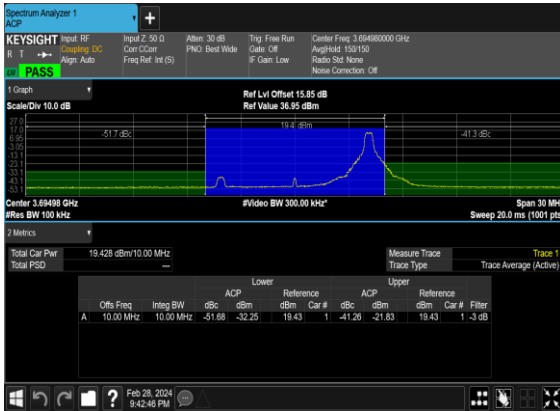 Spectrum Analyzer 1
ACP
+
KEYSIGHT Input: RF Input Z: 50 Ω Atten: 30 dB Trig: Free Run Center Freq: 3.694980000 GHz
R T Coupling: DC Corr CCorr PNO: Best Wide Gate: Off Avg|Hold: 150/150
Align: Auto Freq Ref: Int (S) IF Gain: Low Radio Std: None
PASS Noise Correction: Off
1 Graph Ref Lvl Offset 15.85 dB
Scale/Div 10.0 dB Ref Value 36.95 dBm
27.0
17.0
6.95
-3.05
-13.1
-23.1
-33.1
-43.1
-53.1
-51.7 dBc 19.4 dBm -41.3 dBc
Center 3.69498 GHz #Video BW 300.00 kHz* Span 30 MH
#Res BW 100 kHz Sweep 20.0 ms (1001 pts
2 Metrics
Total Car Pwr 19.428 dBm/10.00 MHz Measure Trace Trace 1
Total PSD --- Trace Type Trace Average (Active)
Lower Upper
ACP Reference ACP Reference
Offs Freq Integ BW dBc dBm dBm Car # dBc dBm dBm Car # Filter
A 10.00 MHz 10.00 MHz -51.68 -32.25 19.43 1 -41.26 -21.83 19.43 1 -3 dB
? Feb 28, 2024
9:42:46 PM